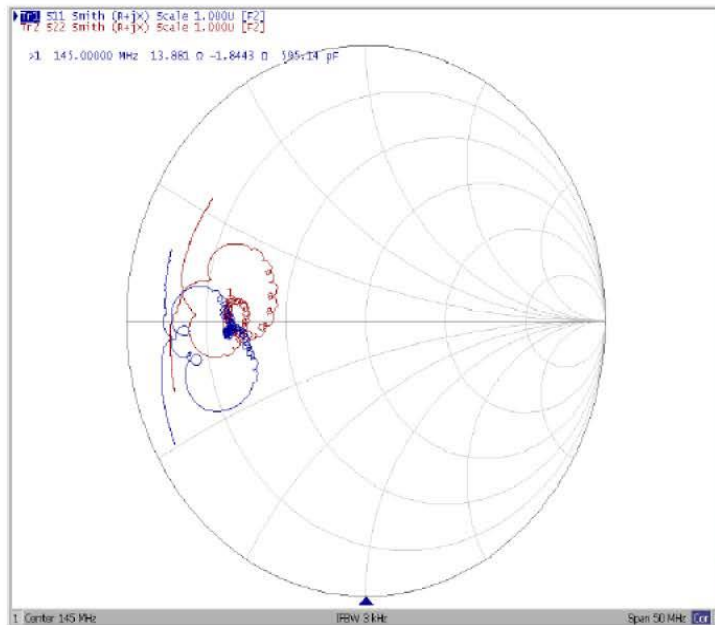 Tr1 S11 Smith (R+jX) Scale 1.000U [F2]
Tr2 S22 Smith (R+jX) Scale 1.000U [F2]
>1 145.00000 MHz 13.881 Ω -1.8443 Ω 595.14 pF
1
1 Center 145 MHz IFBW 3 kHz Span 50 MHz Cor